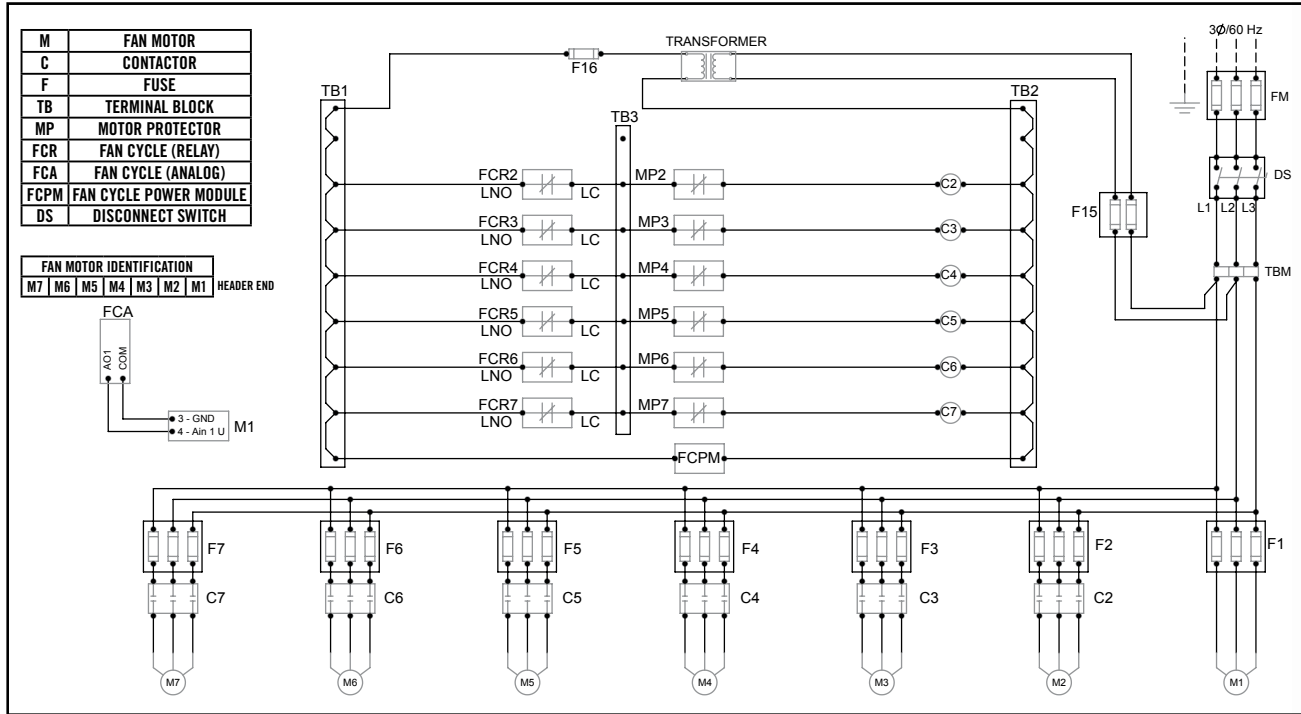 M FAN MOTOR
C CONTACTOR
F FUSE
TB TERMINAL BLOCK
MP MOTOR PROTECTOR
FCR FAN CYCLE (RELAY)
FCA FAN CYCLE (ANALOG)
FCPM FAN CYCLE POWER MODULE
DS DISCONNECT SWITCH
FAN MOTOR IDENTIFICATION
M7 M6 M5 M4 M3 M2 M1 HEADER END
FCA
AO1
COM
3 - GND
4 - Ain 1 U
M1
TRANSFORMER
F16
TB1
TB3
TB2
FCR2 MP2 C2
LNO LC
FCR3 MP3 C3
LNO LC
FCR4 MP4 C4
LNO LC
FCR5 MP5 C5
LNO LC
FCR6 MP6 C6
LNO LC
FCR7 MP7 C7
LNO LC
FCPM
3Ø/60 Hz
FM
DS
L1 L2 L3
F15
TBM
F7 F6 F5 F4 F3 F2 F1
C7 C6 C5 C4 C3 C2
M7 M6 M5 M4 M3 M2 M1